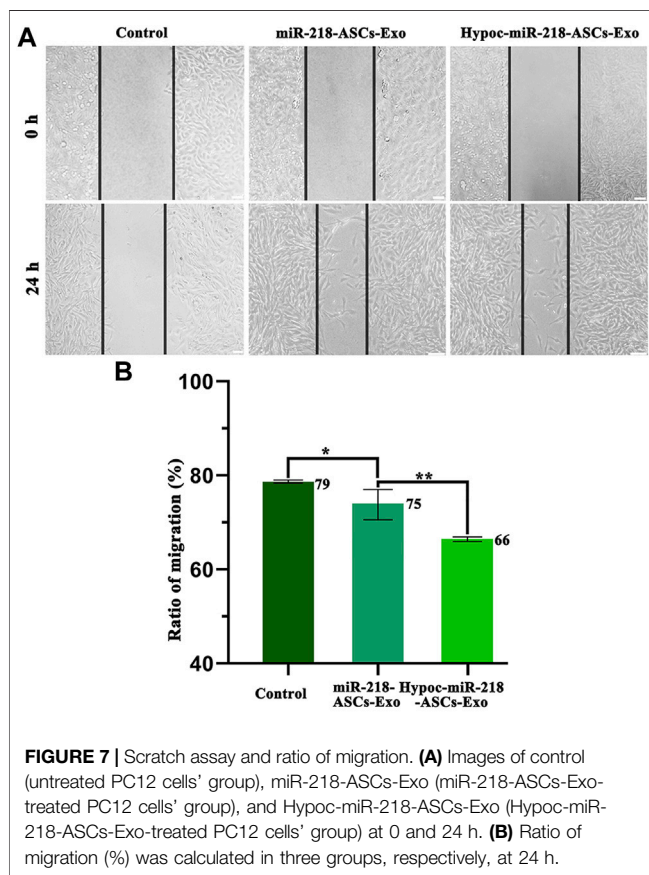 A
Control
miR-218-ASCs-Exo
Hypoc-miR-218-ASCs-Exo
0 h
24 h
B
Ratio of migration (%)
100
80
60
40
*
**
79
75
66
Control
miR-218-
ASCs-Exo
Hypoc-miR-218
-ASCs-Exo
FIGURE 7 | Scratch assay and ratio of migration. (A) Images of control
(untreated PC12 cells' group), miR-218-ASCs-Exo (miR-218-ASCs-Exo-
treated PC12 cells' group), and Hypoc-miR-218-ASCs-Exo (Hypoc-miR-
218-ASCs-Exo-treated PC12 cells' group) at 0 and 24 h. (B) Ratio of
migration (%) was calculated in three groups, respectively, at 24 h.